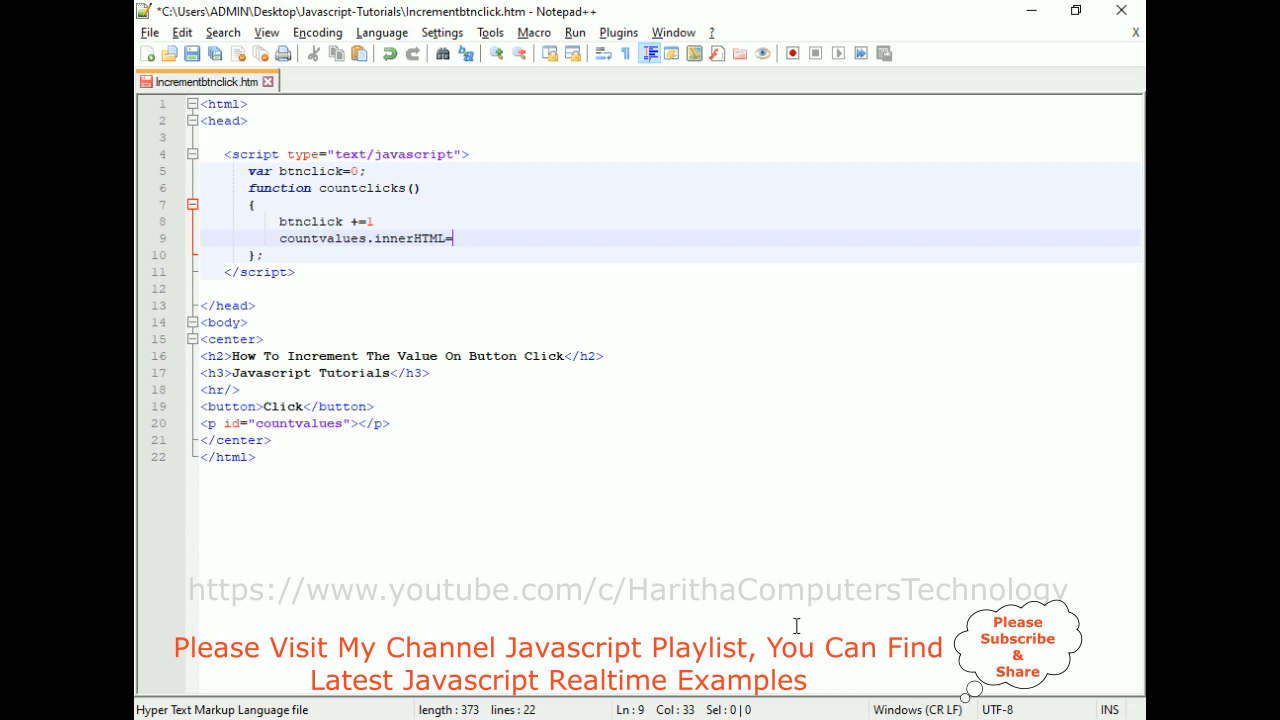 *C:\Users\ADMIN\Desktop\Javascript-Tutorials\Incrementbtnclick.htm - Notepad++
File Edit Search View Encoding Language Settings Tools Macro Run Plugins Window ? X
Incrementbtnclick.htm
1 <html>
2 <head>
3
4 <script type="text/javascript">
5 var btnclick=0;
6 function countclicks()
7 {
8 btnclick +=1
9 countvalues.innerHTML=
10 };
11 </script>
12
13 </head>
14 <body>
15 <center>
16 <h2>How To Increment The Value On Button Click</h2>
17 <h3>Javascript Tutorials</h3>
18 <hr/>
19 <button>Click</button>
20 <p id="countvalues"></p>
21 </center>
22 </html>
https://www.youtube.com/c/HarithaComputersTechnology
Please Visit My Channel Javascript Playlist, You Can Find
Latest Javascript Realtime Examples
Please
Subscribe
&
Share
Hyper Text Markup Language file length : 373 lines : 22 Ln : 9 Col : 33 Sel : 0 | 0 Windows (CR LF) UTF-8 INS